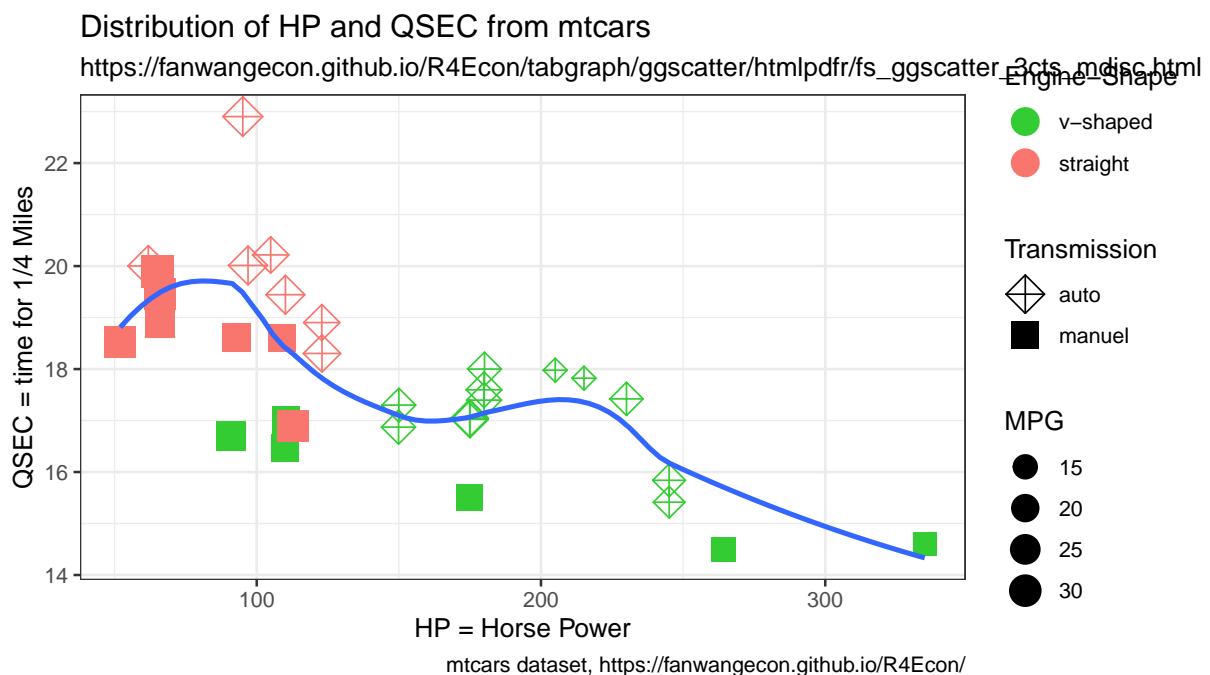 Distribution of HP and QSEC from mtcars
https://fanwangecon.github.io/R4Econ/tabgraph/ggscatter/htmlpdfr/fs_ggscatter_3cts_mdisc.html
Engine−Shape
v−shaped
straight
Transmission
auto
manuel
MPG
15
20
25
30
QSEC = time for 1/4 Miles
22
20
18
16
14
100
200
300
HP = Horse Power
mtcars dataset, https://fanwangecon.github.io/R4Econ/